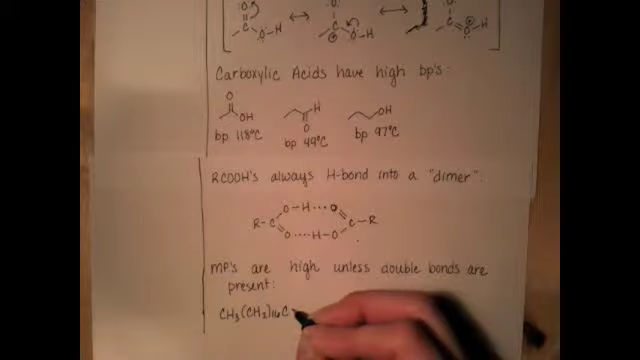 Carboxylic Acids have high bp's:
O
OH
H
O
OH
bp 118°C
bp 49°C
bp 97°C
RCOOH's always H-bond into a "dimer":
O-H····O
R-C C-R
O····H-O
MP's are high unless double bonds are
present:
CH₃(CH₂)₁₆C